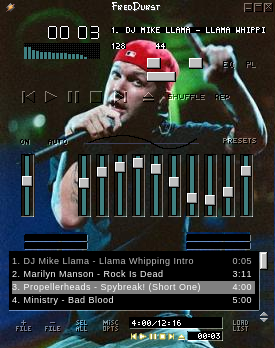 FREDDURST
00 03
1. DJ MIKE LLAMA - LLAMA WHIPPI
128 44
EQ PL
SHUFFLE REP
ON AUTO PRESETS
1. DJ Mike Llama - Llama Whipping Intro 0:05
2. Marilyn Manson - Rock Is Dead 3:11
3. Propellerheads - Spybreak! (Short One) 4:00
4. Ministry - Bad Blood 5:00
+ FILE - FILE SEL ALL MISC OPTS 4:00/12:16 LOAD LIST
00:03